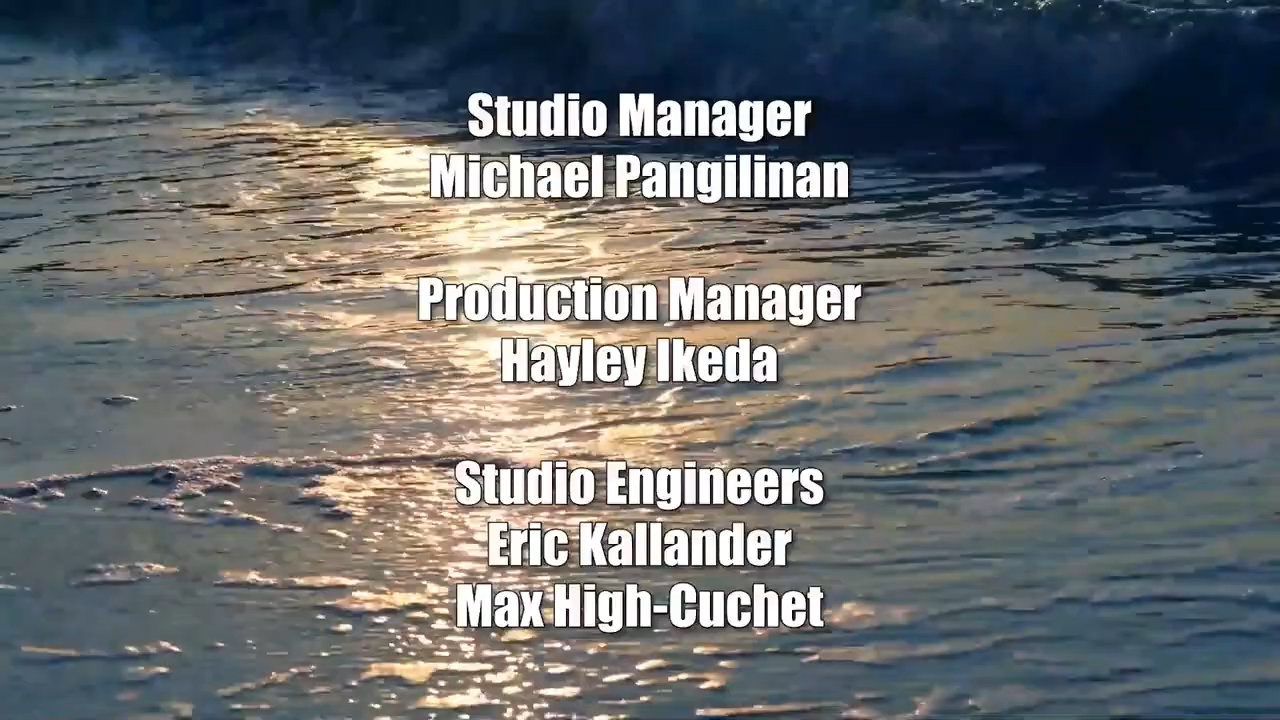 Studio Manager
Michael Pangilinan
Production Manager
Hayley Ikeda
Studio Engineers
Eric Kallander
Max High-Cuchet